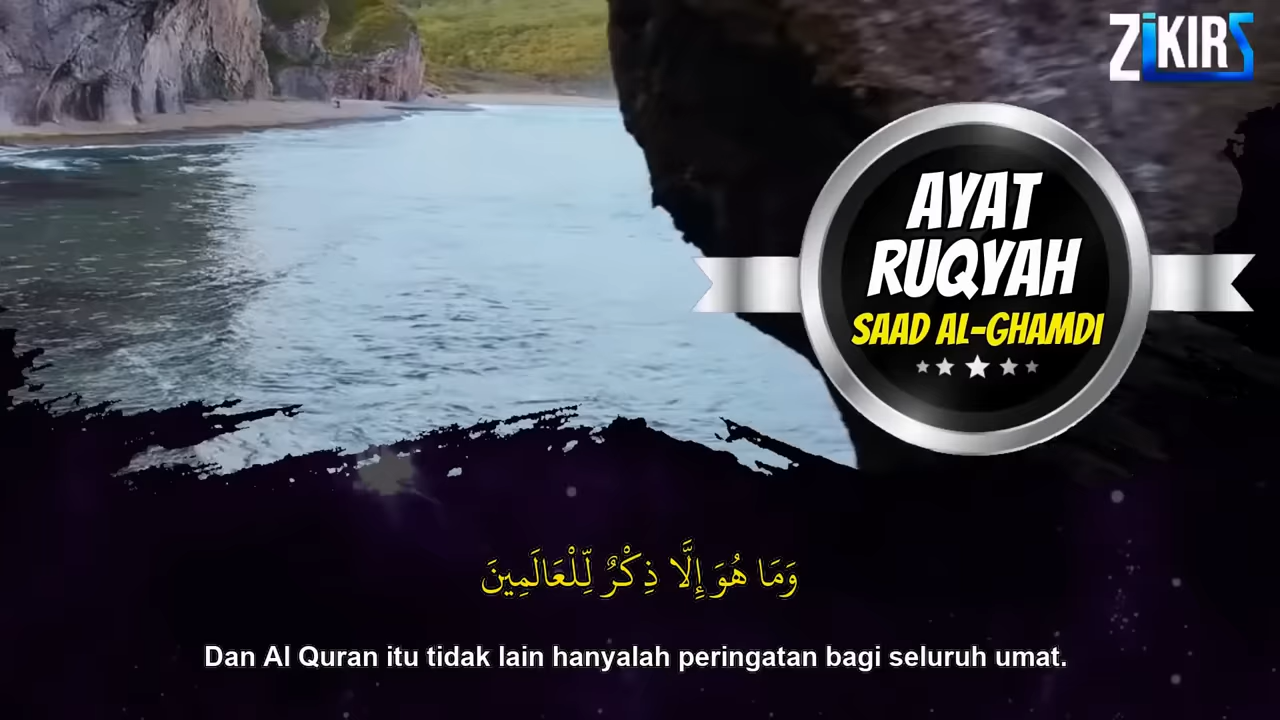 ZIKIRS
AYAT
RUQYAH
SAAD AL-GHAMDI
وَمَا هُوَ إِلَّا ذِكْرٌ لِّلْعَالَمِينَ
Dan Al Quran itu tidak lain hanyalah peringatan bagi seluruh umat.